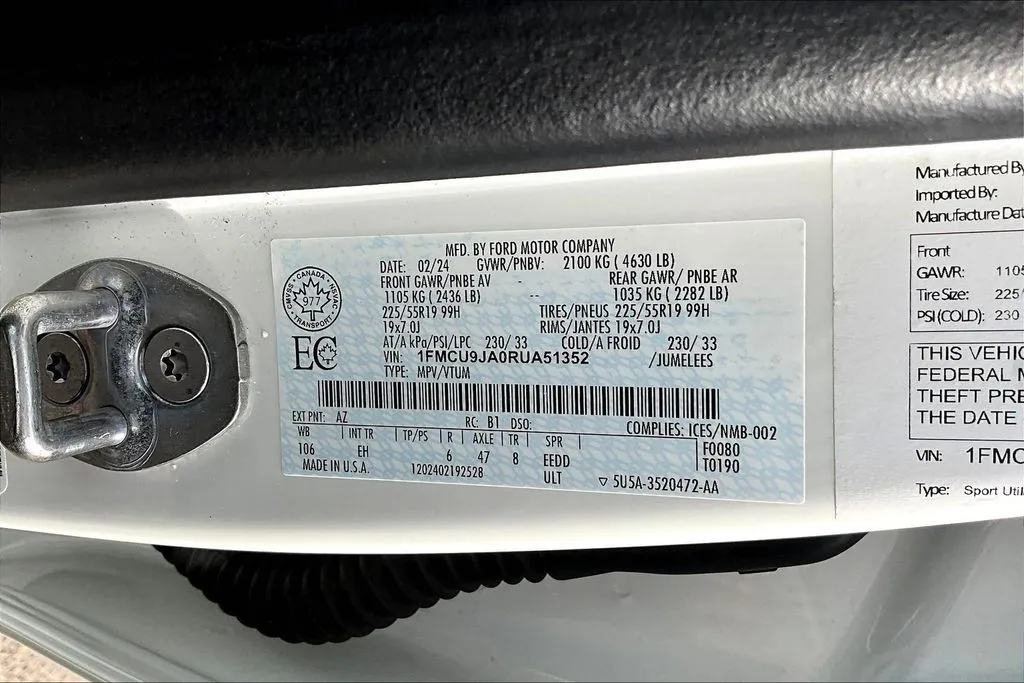 MFD. BY FORD MOTOR COMPANY
DATE: 02/24 GVWR/PNBV: 2100 KG ( 4630 LB)
FRONT GAWR/PNBE AV REAR GAWR/ PNBE AR
1105 KG ( 2436 LB) -- 1035 KG ( 2282 LB)
225/55R19 99H TIRES/PNEUS 225/55R19 99H
19x7.0J RIMS/JANTES 19x7.0J
AT/A kPa/PSI/LPC 230/ 33 COLD/A FROID 230/ 33
VIN: 1FMCU9JA0RUA51352 /JUMELEES
TYPE: MPV/VTUM
CANADA
CMVSS 977 NSVAC
TRANSPORT
EC
EXT PNT: AZ RC: B1 DSO: COMPLIES: ICES/NMB-002
WB INT TR TP/PS R AXLE TR SPR F0080
106 EH 6 47 8 EEDD T0190
MADE IN U.S.A. 1202402192528 ULT ▽ 5U5A-3520472-AA
Manufactured By
Imported By:
Manufacture Dat
Front
GAWR: 1105
Tire Size: 225/
PSI (COLD): 230
THIS VEHIC
FEDERAL M
THEFT PRE
THE DATE
VIN: 1FMC
Type: Sport Utili